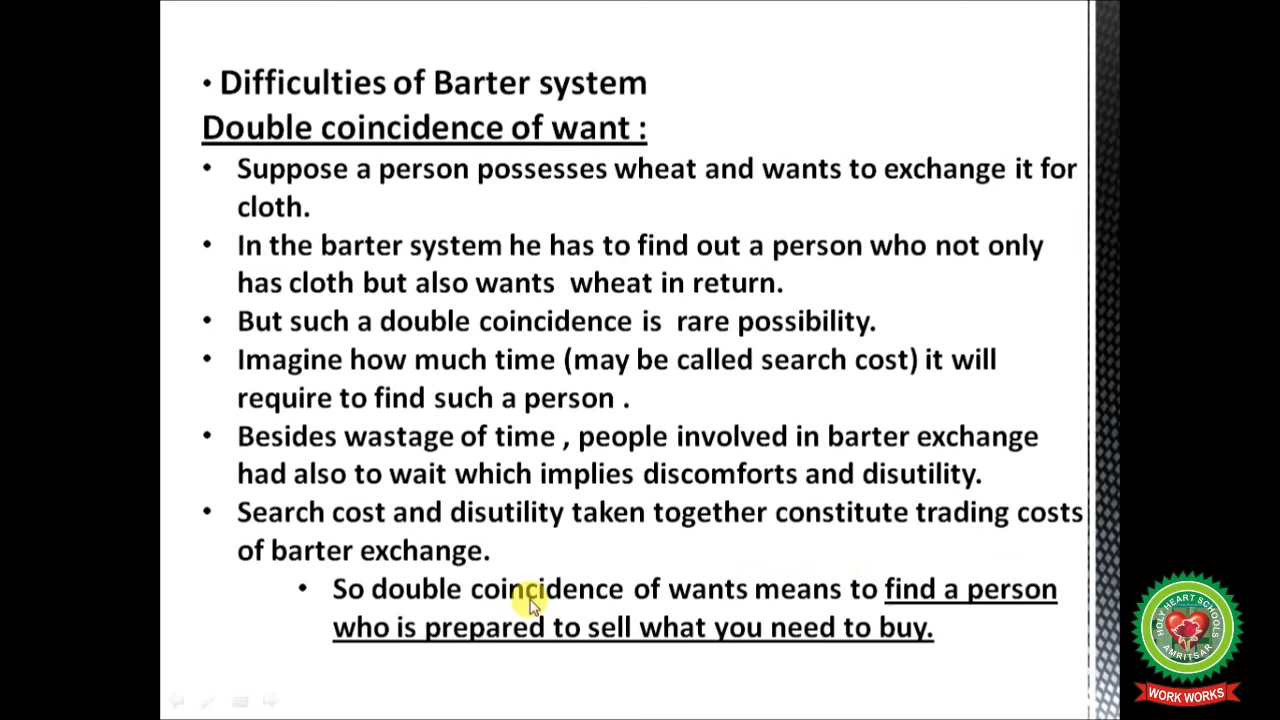 • Difficulties of Barter system
Double coincidence of want :
• Suppose a person possesses wheat and wants to exchange it for
cloth.
• In the barter system he has to find out a person who not only
has cloth but also wants wheat in return.
• But such a double coincidence is rare possibility.
• Imagine how much time (may be called search cost) it will
require to find such a person .
• Besides wastage of time , people involved in barter exchange
had also to wait which implies discomforts and disutility.
• Search cost and disutility taken together constitute trading costs
of barter exchange.
• So double coincidence of wants means to find a person
who is prepared to sell what you need to buy.
HOLY HEART SCHOOLS
AMRITSAR
WORK WORKS